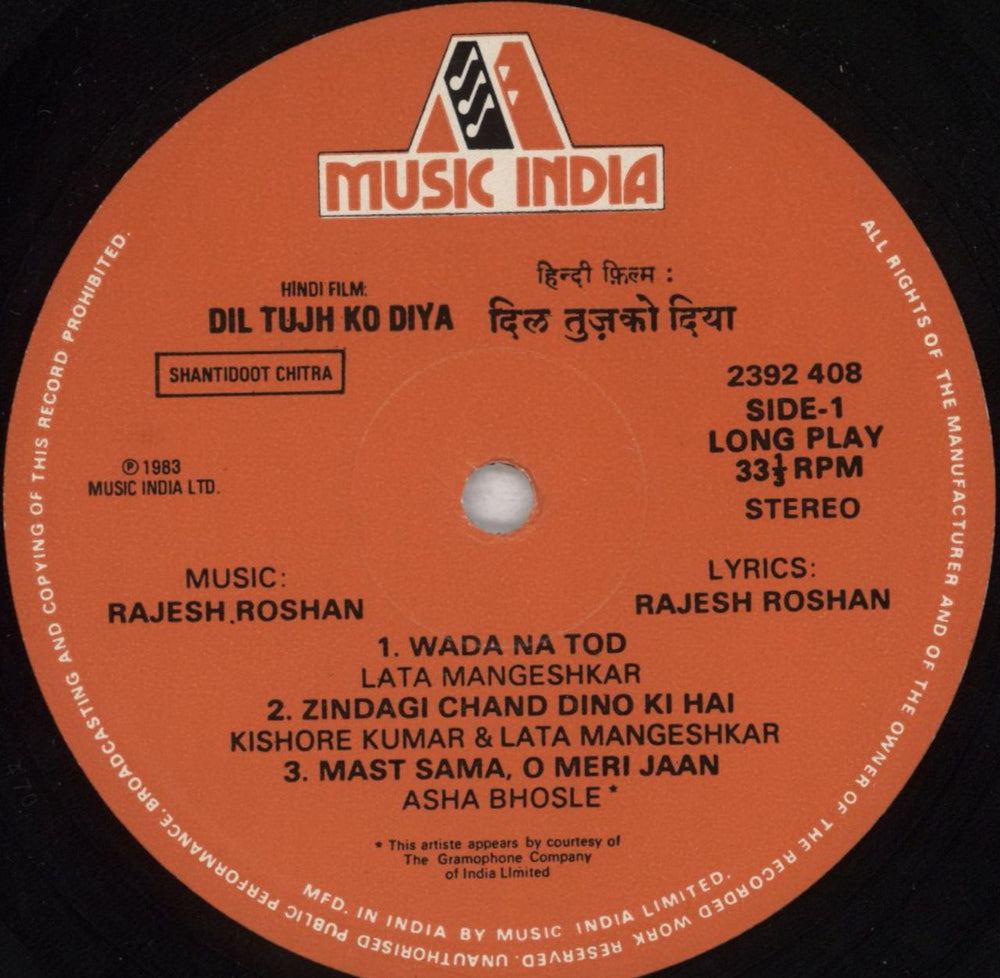 MUSIC INDIA
हिन्दी फ़िल्म :
HINDI FILM:
DIL TUJH KO DIYA दिल तुज़को दिया
SHANTIDOOT CHITRA
2392 408
SIDE-1
LONG PLAY
33⅓ RPM
STEREO
℗ 1983
MUSIC INDIA LTD.
MUSIC:
RAJESH ROSHAN
LYRICS:
RAJESH ROSHAN
1. WADA NA TOD
LATA MANGESHKAR
2. ZINDAGI CHAND DINO KI HAI
KISHORE KUMAR & LATA MANGESHKAR
3. MAST SAMA, O MERI JAAN
ASHA BHOSLE *
* This artiste appears by courtesy of
The Gramophone Company
of India LImited
MFD. IN INDIA BY MUSIC INDIA LIMITED.
ALL RIGHTS OF THE MANUFACTURER AND OF THE OWNER OF THE RECORDED WORK RESERVED. UNAUTHORISED PUBLIC PERFORMANCE, BROADCASTING AND COPYING OF THIS RECORD PROHIBITED.